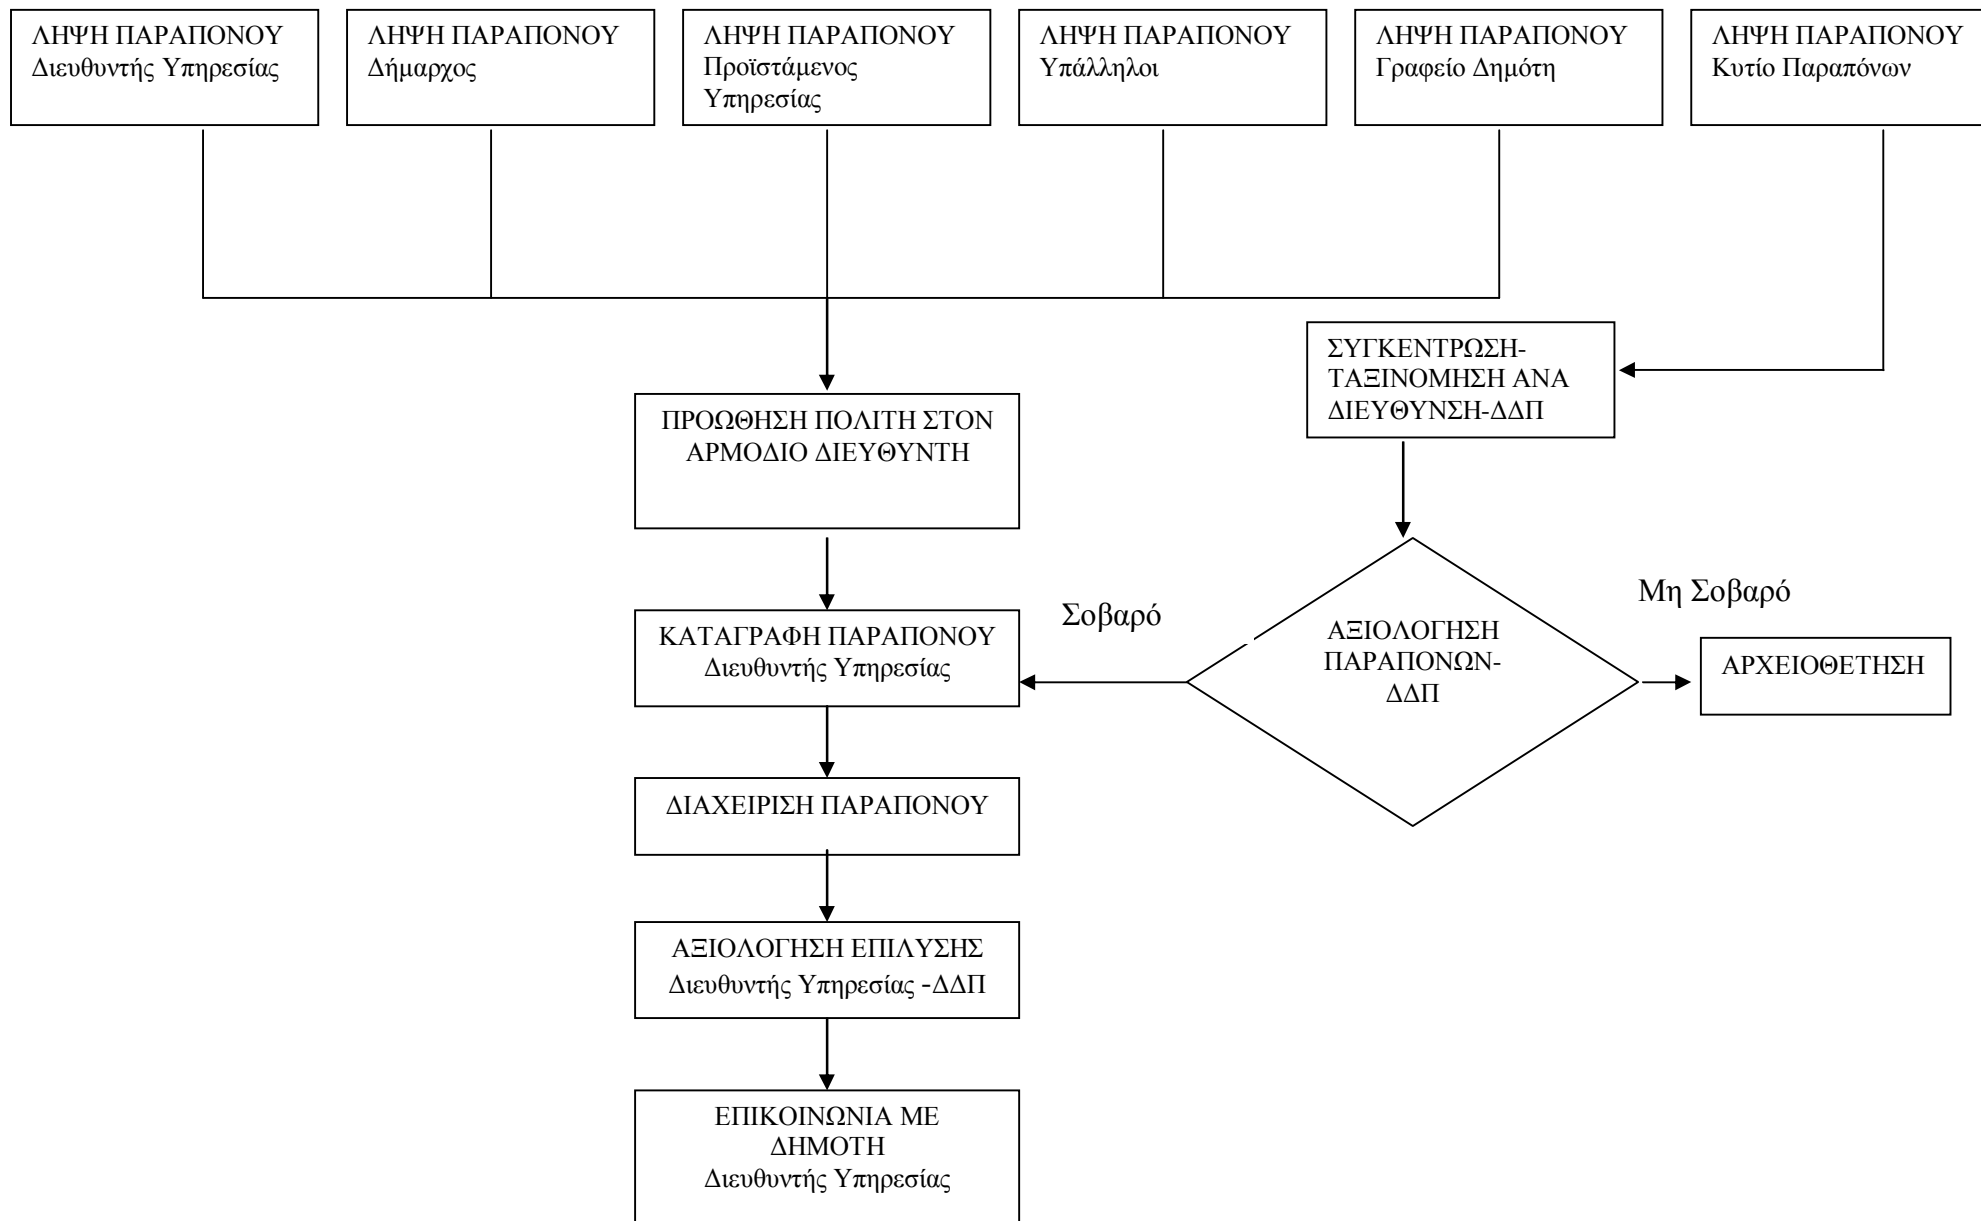 ΛΗΨΗ ΠΑΡΑΠΟΝΟΥ
Διευθυντής Υπηρεσίας
ΛΗΨΗ ΠΑΡΑΠΟΝΟΥ
Δήμαρχος
ΛΗΨΗ ΠΑΡΑΠΟΝΟΥ
Προϊστάμενος
Υπηρεσίας
ΛΗΨΗ ΠΑΡΑΠΟΝΟΥ
Υπάλληλοι
ΛΗΨΗ ΠΑΡΑΠΟΝΟΥ
Γραφείο Δημότη
ΛΗΨΗ ΠΑΡΑΠΟΝΟΥ
Κυτίο Παραπόνων
ΣΥΓΚΕΝΤΡΩΣΗ-
ΤΑΞΙΝΟΜΗΣΗ ΑΝΑ
ΔΙΕΥΘΥΝΣΗ-ΔΔΠ
ΠΡΟΩΘΗΣΗ ΠΟΛΙΤΗ ΣΤΟΝ
ΑΡΜΟΔΙΟ ΔΙΕΥΘΥΝΤΗ
Σοβαρό
Μη Σοβαρό
ΚΑΤΑΓΡΑΦΗ ΠΑΡΑΠΟΝΟΥ
Διευθυντής Υπηρεσίας
ΑΞΙΟΛΟΓΗΣΗ
ΠΑΡΑΠΟΝΩΝ-
ΔΔΠ
ΑΡΧΕΙΟΘΕΤΗΣΗ
ΔΙΑΧΕΙΡΙΣΗ ΠΑΡΑΠΟΝΟΥ
ΑΞΙΟΛΟΓΗΣΗ ΕΠΙΛΥΣΗΣ
Διευθυντής Υπηρεσίας -ΔΔΠ
ΕΠΙΚΟΙΝΩΝΙΑ ΜΕ
ΔΗΜΟΤΗ
Διευθυντής Υπηρεσίας